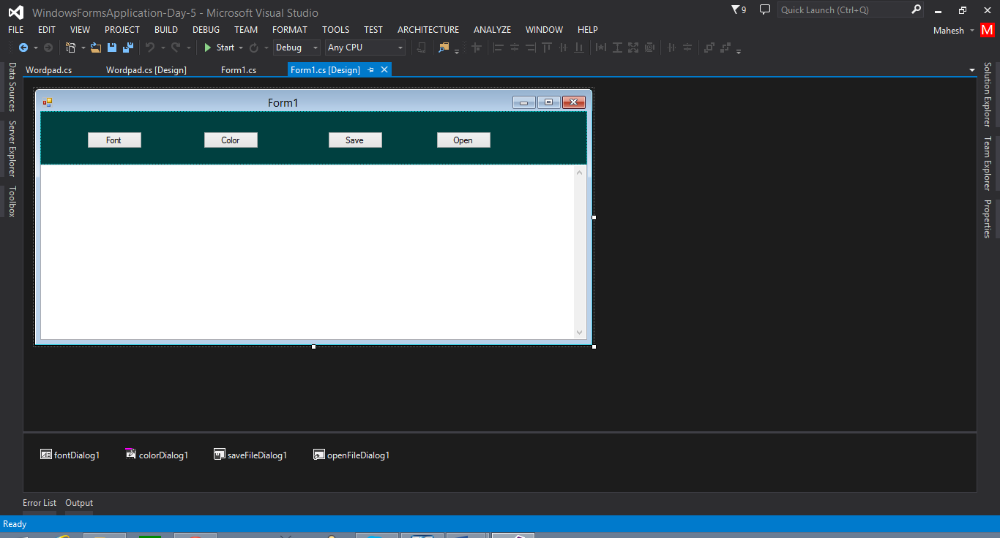 WindowsFormsApplication-Day-5 - Microsoft Visual Studio
9
Quick Launch (Ctrl+Q)
FILE EDIT VIEW PROJECT BUILD DEBUG TEAM FORMAT TOOLS TEST ARCHITECTURE ANALYZE WINDOW HELP
Mahesh M
Start Debug Any CPU
Wordpad.cs Wordpad.cs [Design] Form1.cs Form1.cs [Design]
Data Sources
Server Explorer
Toolbox
Form1
Font Color Save Open
Solution Explorer
Team Explorer
Properties
fontDialog1 colorDialog1 saveFileDialog1 openFileDialog1
Error List Output
Ready